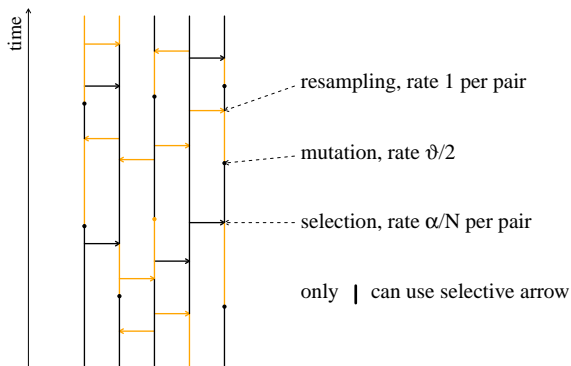 time
resampling, rate 1 per pair
mutation, rate ϑ/2
selection, rate α/N per pair
only | can use selective arrow